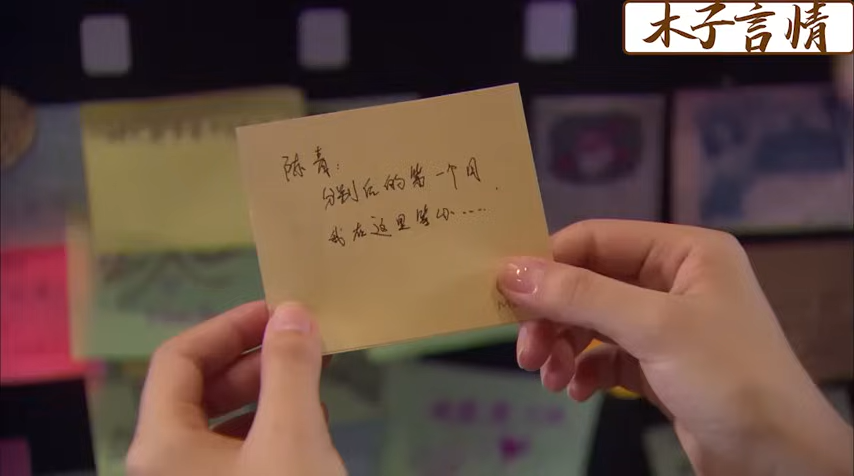 木子言情
陈青:
分别后的第一个月.
我在这里等你……